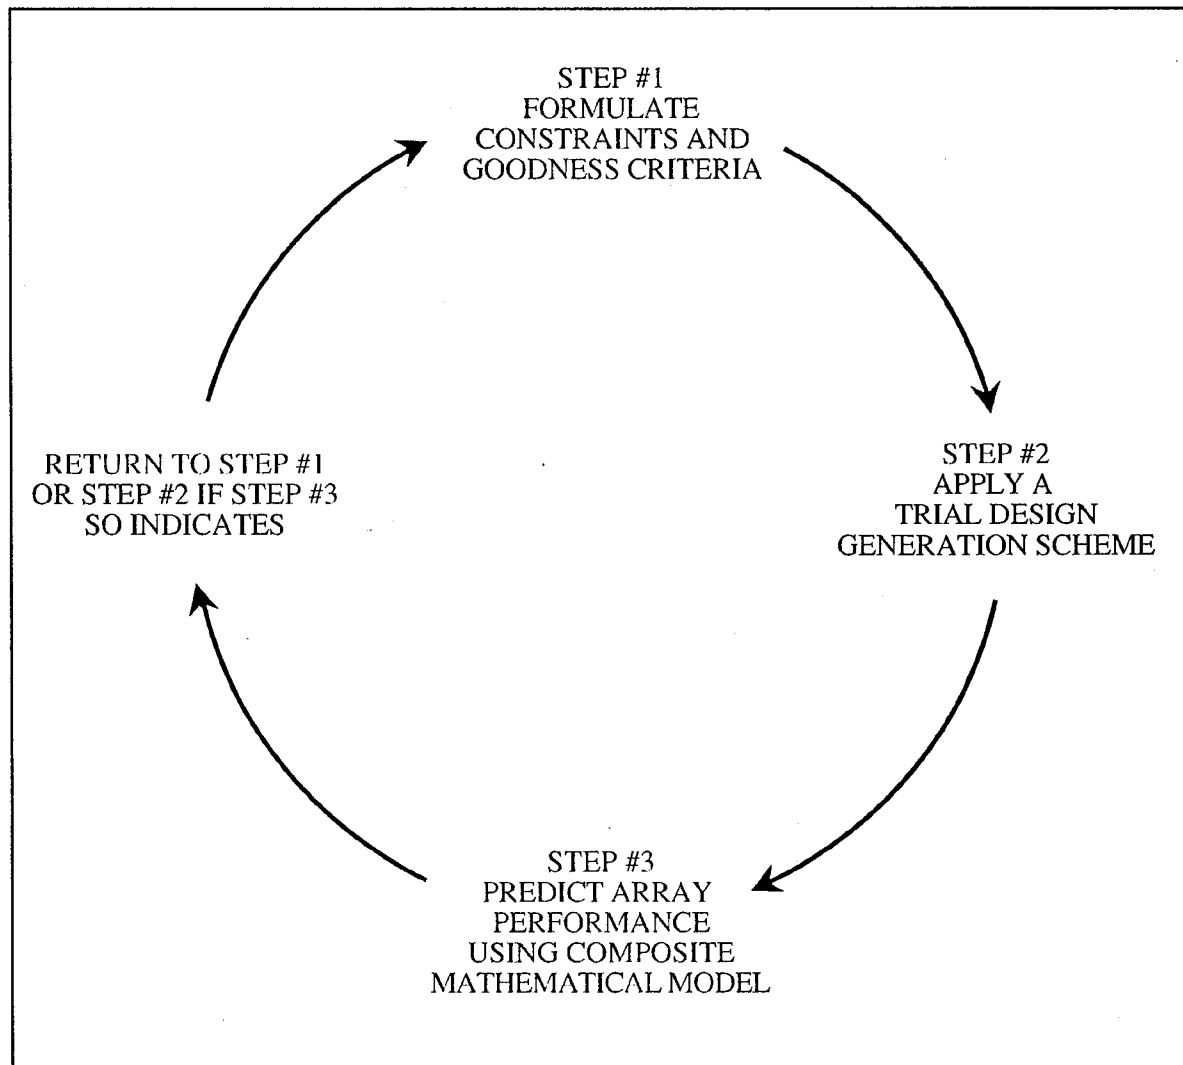 STEP #1
FORMULATE
CONSTRAINTS AND
GOODNESS CRITERIA
STEP #2
APPLY A
TRIAL DESIGN
GENERATION SCHEME
STEP #3
PREDICT ARRAY
PERFORMANCE
USING COMPOSITE
MATHEMATICAL MODEL
RETURN TO STEP #1
OR STEP #2 IF STEP #3
SO INDICATES